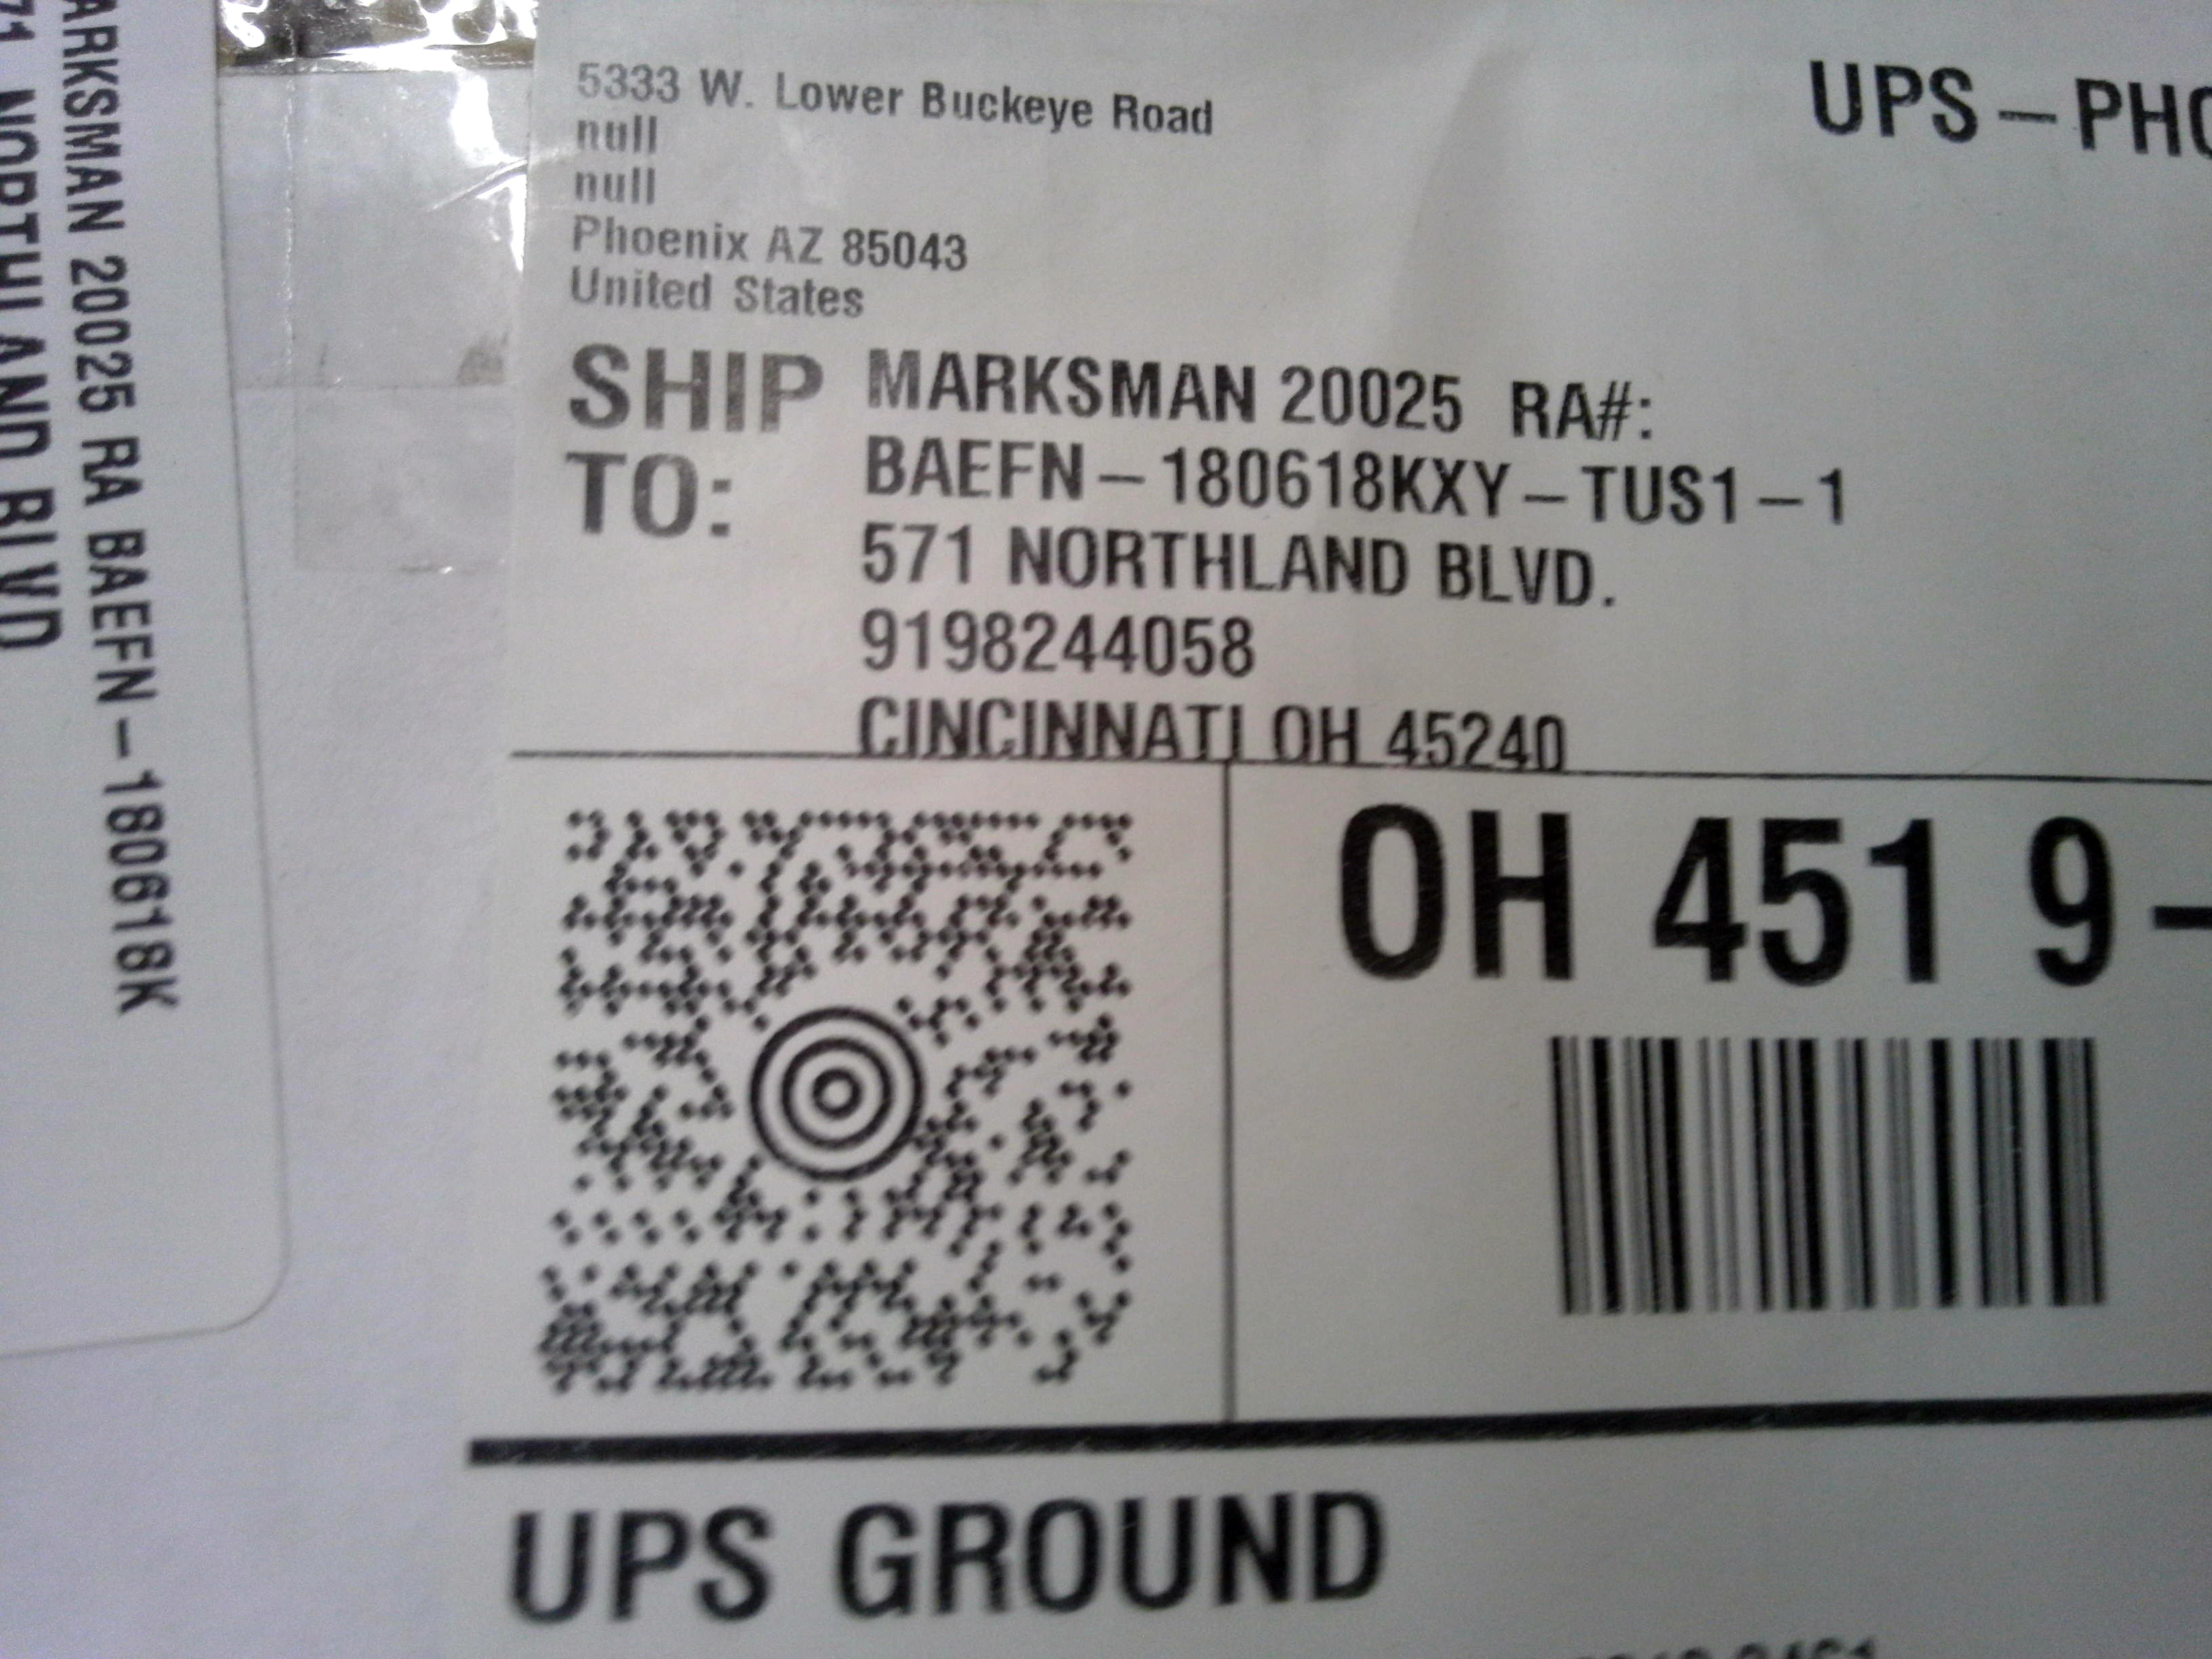 5333 W. Lower Buckeye Road
null
null
Phoenix AZ 85043
United States
UPS – PHO
SHIP TO:
MARKSMAN 20025 RA#:
BAEFN – 180618KXY – TUS1 – 1
571 NORTHLAND BLVD.
9198244058
CINCINNATI OH 45240
OH 451 9 –
UPS GROUND
ARKSMAN 20025 RA BAEFN – 180618K
71 NORTHLAND BLVD